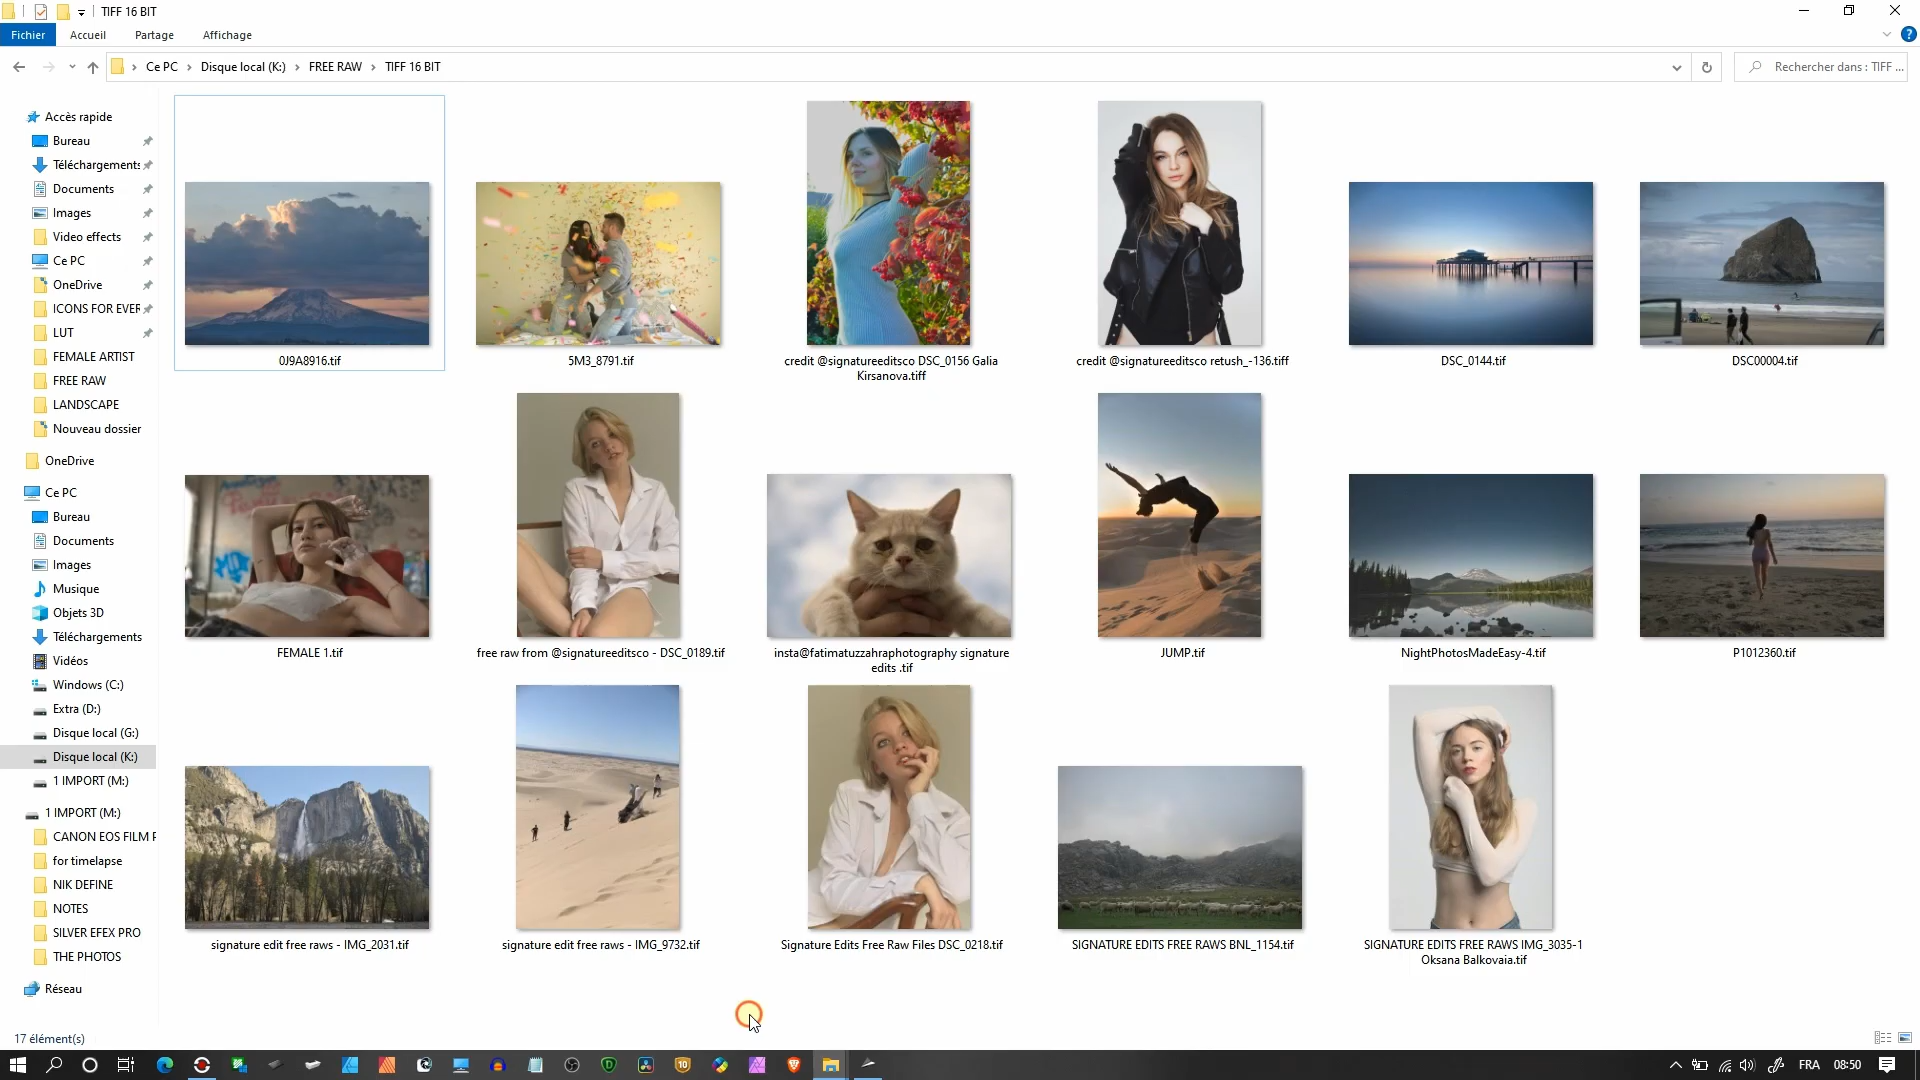 TIFF 16 BIT
Fichier
Accueil
Partage
Affichage
Ce PC
Disque local (K:)
FREE RAW
TIFF 16 BIT
Rechercher dans : TIFF ...
Accès rapide
Bureau
Téléchargements
Documents
Images
Video effects
Ce PC
OneDrive
ICONS FOR EVER
LUT
FEMALE ARTIST
FREE RAW
LANDSCAPE
Nouveau dossier
OneDrive
Ce PC
Bureau
Documents
Images
Musique
Objets 3D
Téléchargements
Vidéos
Windows (C:)
Extra (D:)
Disque local (G:)
Disque local (K:)
1 IMPORT (M:)
1 IMPORT (M:)
CANON EOS FILM F
for timelapse
NIK DEFINE
NOTES
SILVER EFEX PRO
THE PHOTOS
Réseau
0J9A8916.tif
5M3_8791.tif
credit @signatureeditsco DSC_0156 Galia
Kirsanova.tiff
credit @signatureeditsco retush_-136.tiff
DSC_0144.tif
DSC00004.tif
FEMALE 1.tif
free raw from @signatureeditsco - DSC_0189.tif
insta@fatimatuzzahraphotography signature
edits .tif
JUMP.tif
NightPhotosMadeEasy-4.tif
P1012360.tif
signature edit free raws - IMG_2031.tif
signature edit free raws - IMG_9732.tif
Signature Edits Free Raw Files DSC_0218.tif
SIGNATURE EDITS FREE RAWS BNL_1154.tif
SIGNATURE EDITS FREE RAWS IMG_3035-1
Oksana Balkovaia.tif
17 élément(s)
FRA
08:50